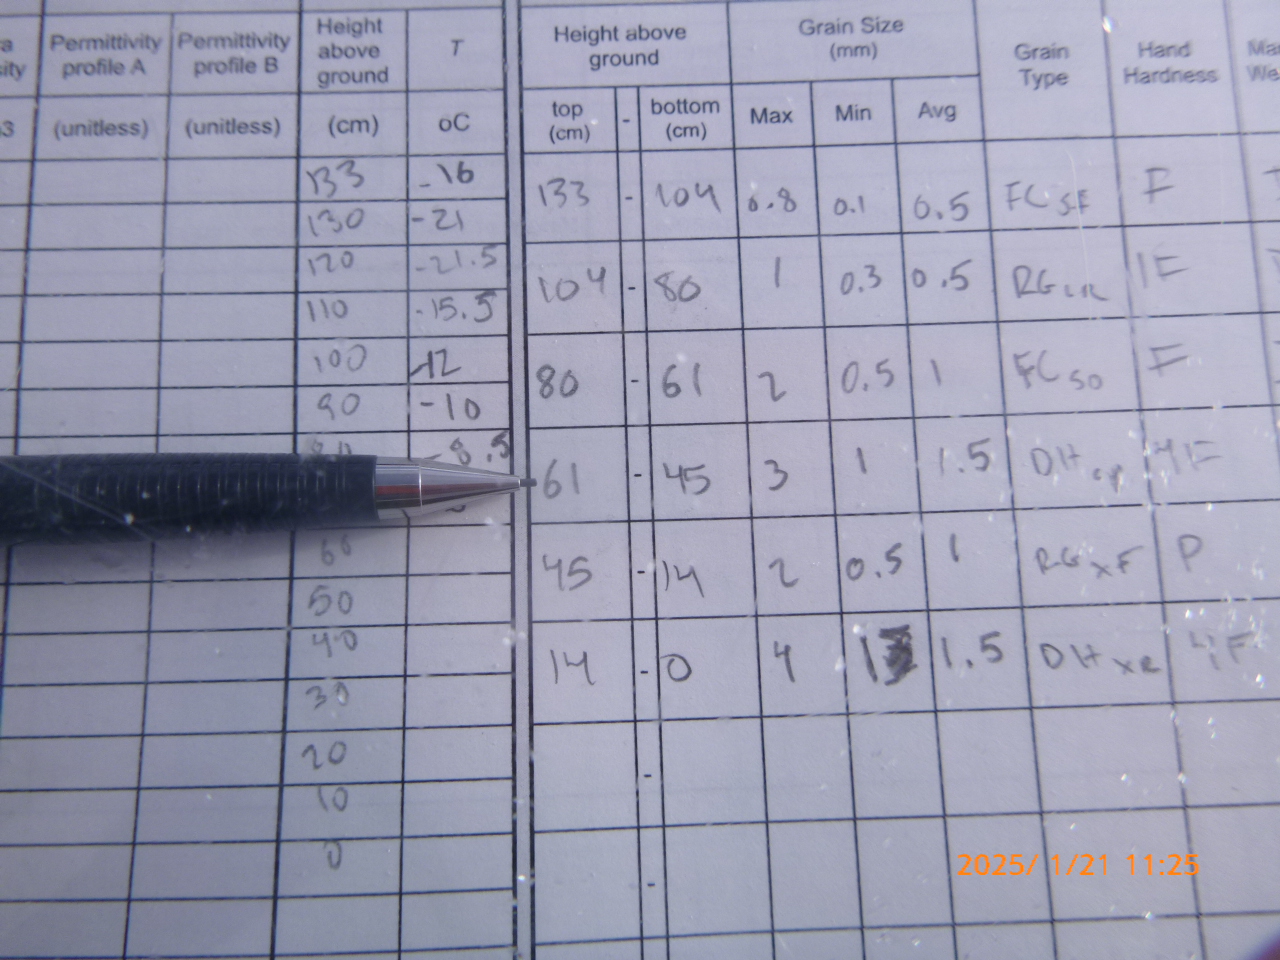 a Permittivity Permittivity Height T Height above Grain Size Grain Hand Ma
ity profile A profile B above ground (mm) Type Hardness We
ground
3 (unitless) (unitless) (cm) oC top - bottom Max Min Avg
(cm) (cm)
133 -16 133 - 104 0.8 0.1 0.5 FC SF F
130 -21
120 -21.5 104 - 80 1 0.3 0.5 RG 1F
110 -15.5
100 -12 80 - 61 2 0.5 1 FC SO F
90 -10
-8.5 61 - 45 3 1 1.5 DH 4F
60 45 - 14 2 0.5 1 RG XF P
50
40 14 - 0 4 1 1.5 DH XR 4F
30
20 -
10
0 -
2025/ 1/21 11:25